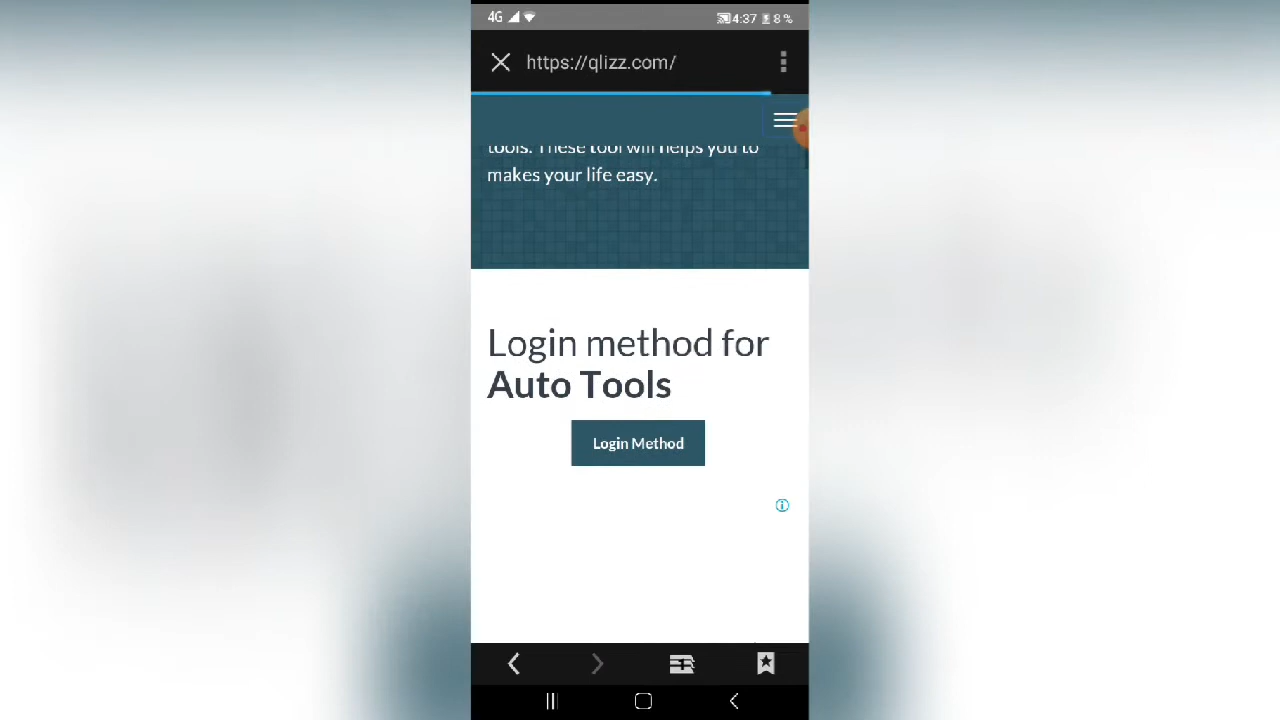 4G 4:37 8%
https://qlizz.com/
tools. These tool will helps you to
makes your life easy.
Login method for
Auto Tools
Login Method